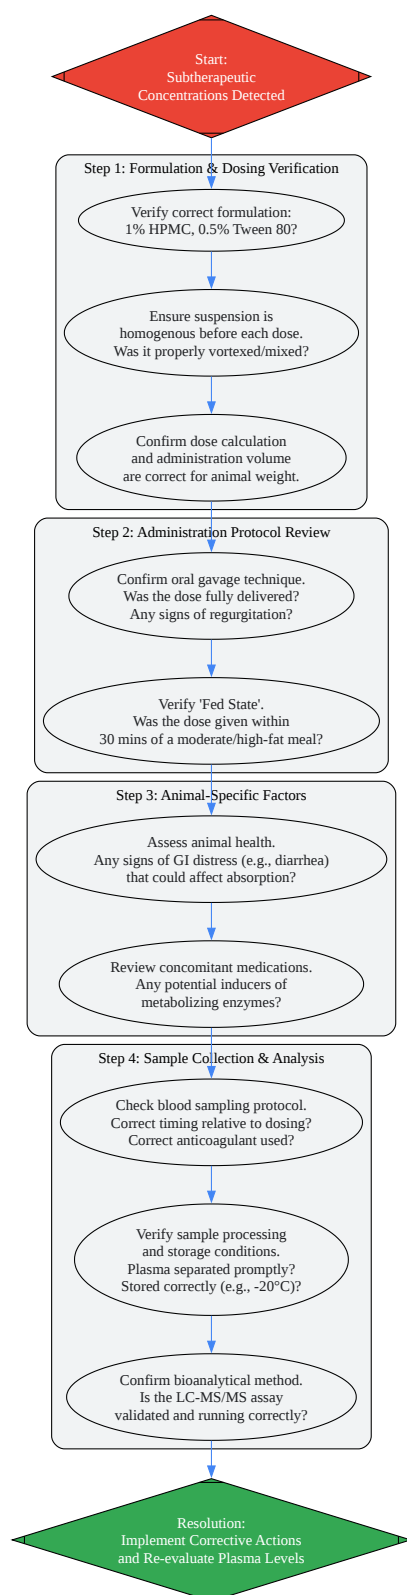 Start:
Subtherapeutic
Concentrations Detected
Step 1: Formulation & Dosing Verification
Verify correct formulation:
1% HPMC, 0.5% Tween 80?
Ensure suspension is
homogenous before each dose.
Was it properly vortexed/mixed?
Confirm dose calculation
and administration volume
are correct for animal weight.
Step 2: Administration Protocol Review
Confirm oral gavage technique.
Was the dose fully delivered?
Any signs of regurgitation?
Verify 'Fed State'.
Was the dose given within
30 mins of a moderate/high-fat meal?
Step 3: Animal-Specific Factors
Assess animal health.
Any signs of GI distress (e.g., diarrhea)
that could affect absorption?
Review concomitant medications.
Any potential inducers of
metabolizing enzymes?
Step 4: Sample Collection & Analysis
Check blood sampling protocol.
Correct timing relative to dosing?
Correct anticoagulant used?
Verify sample processing
and storage conditions.
Plasma separated promptly?
Stored correctly (e.g., -20°C)?
Confirm bioanalytical method.
Is the LC-MS/MS assay
validated and running correctly?
Resolution:
Implement Corrective Actions
and Re-evaluate Plasma Levels